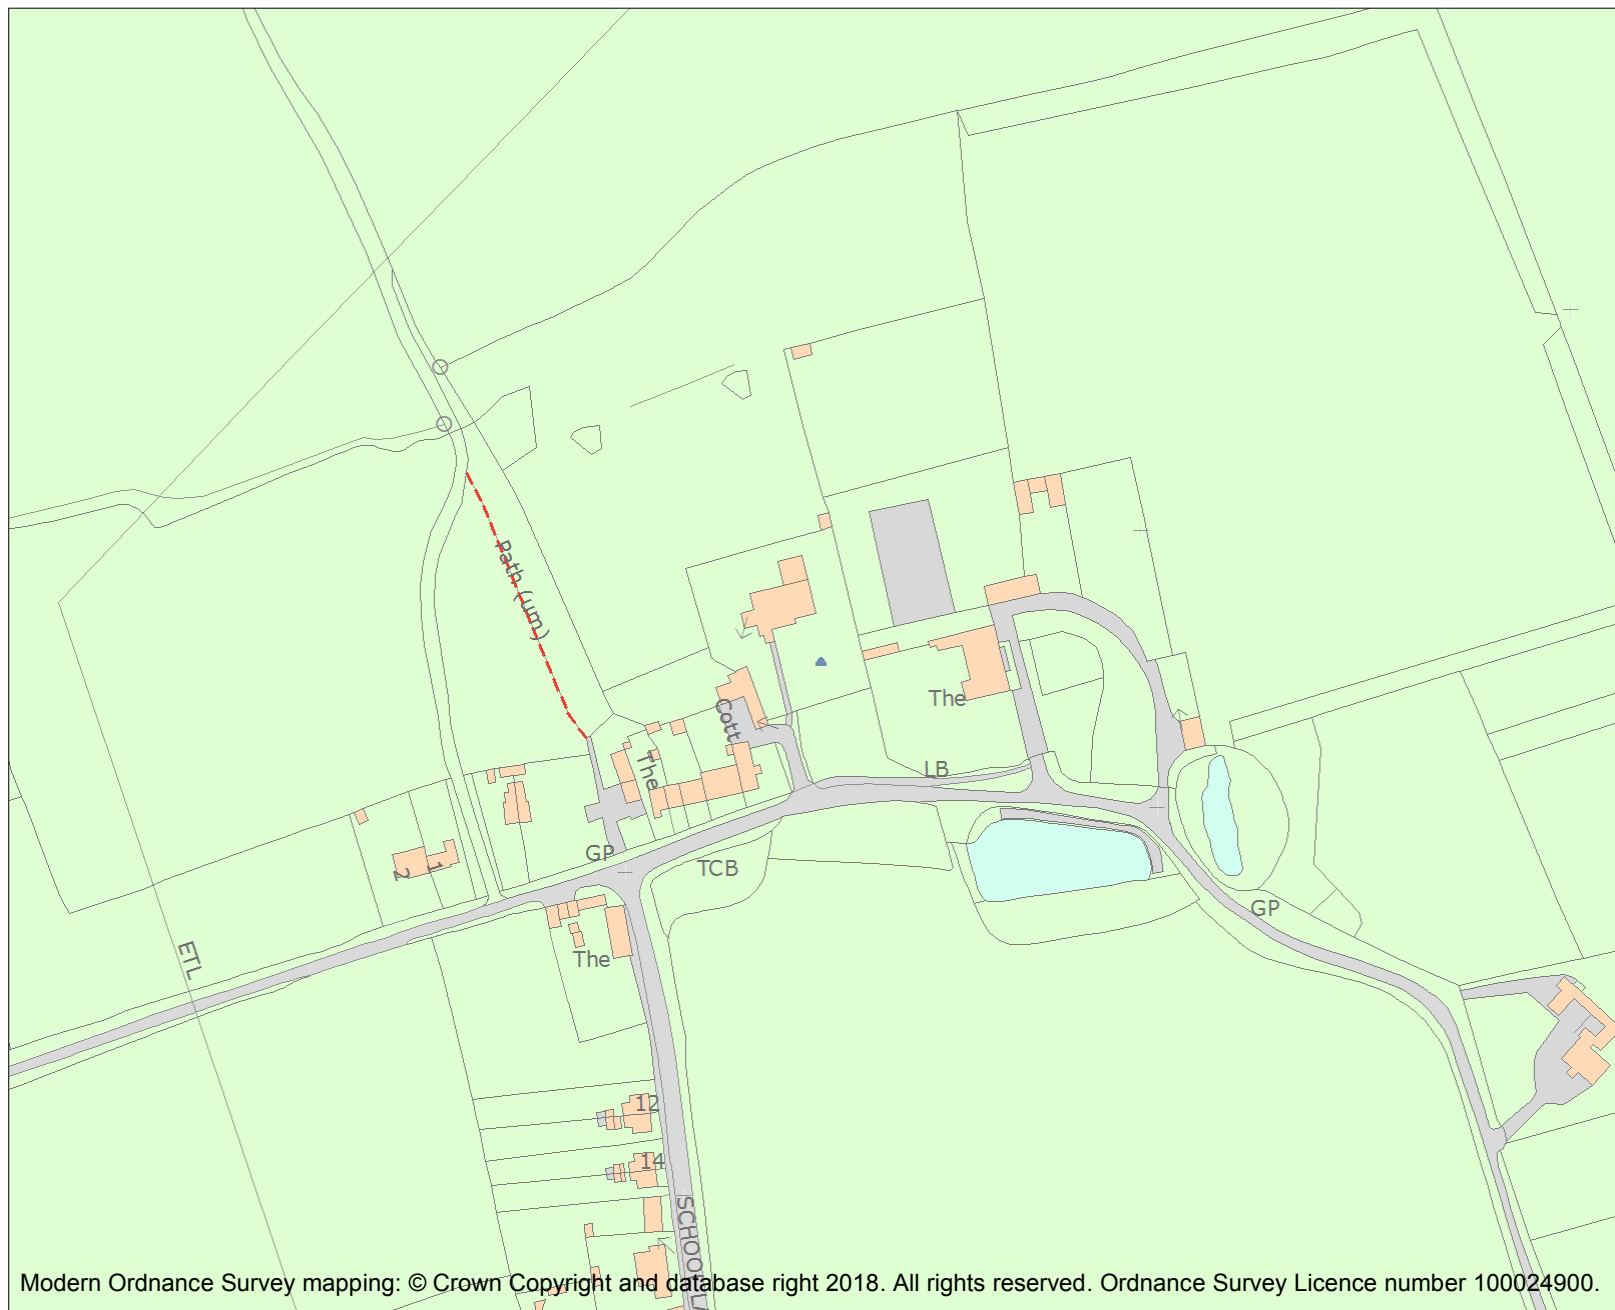 Path (um)
The
Cott
The
LB
GP
TCB
1
2
GP
ETL
The
12
14
SCHOOL
Modern Ordnance Survey mapping: © Crown Copyright and database right 2018. All rights reserved. Ordnance Survey Licence number 100024900.